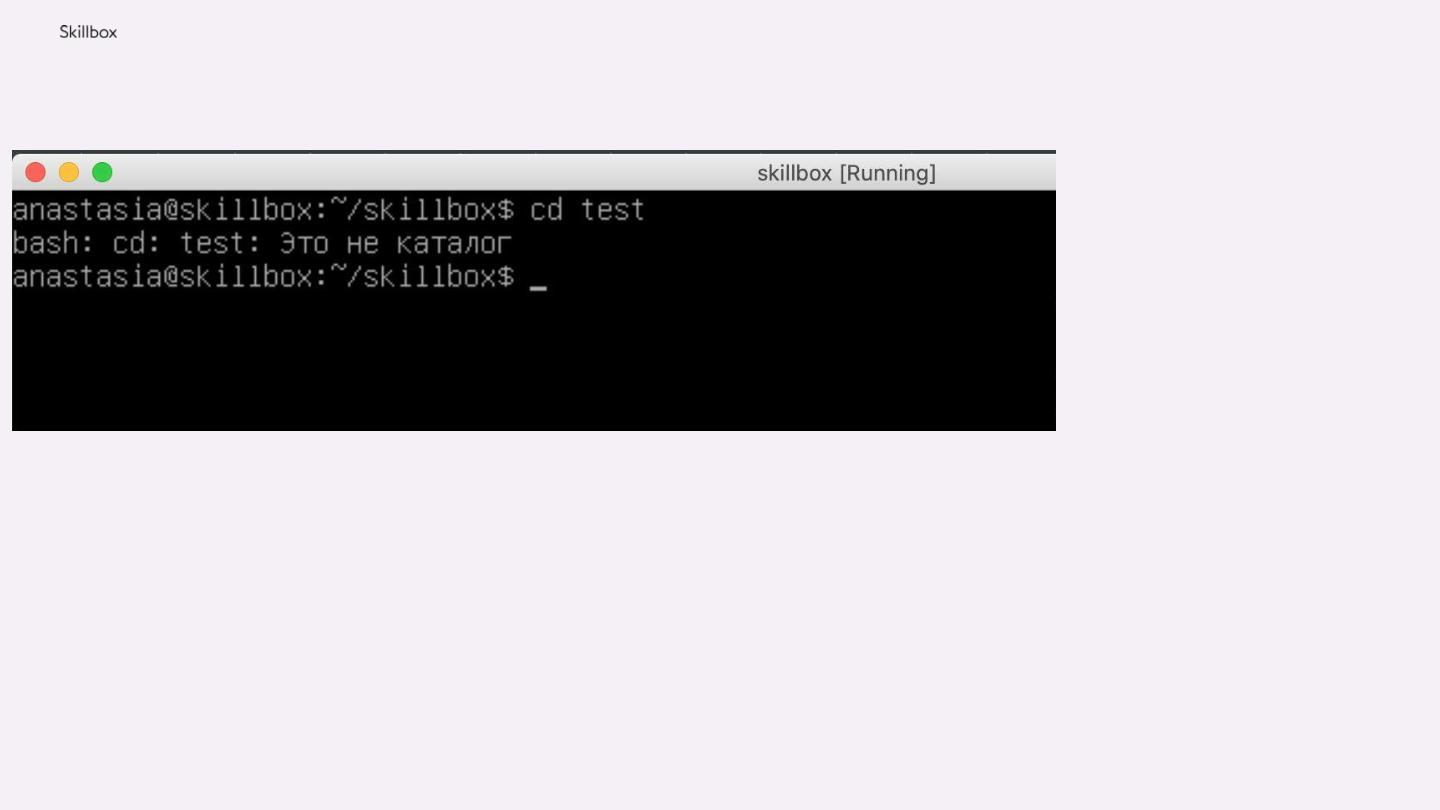 Skillbox
skillbox [Running]
anastasia@skillbox:~/skillbox$ cd test
bash: cd: test: Это не каталог
anastasia@skillbox:~/skillbox$ _